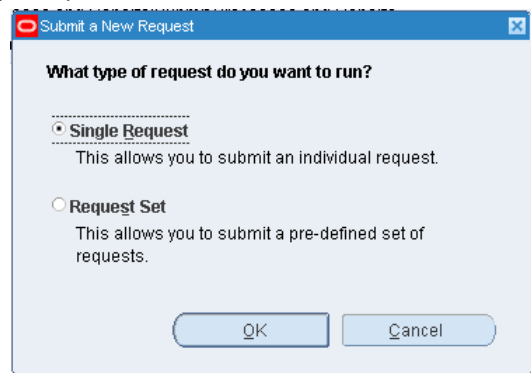 Submit a New Request
What type of request do you want to run?
Single Request
This allows you to submit an individual request.
Request Set
This allows you to submit a pre-defined set of
requests.
OK
Cancel